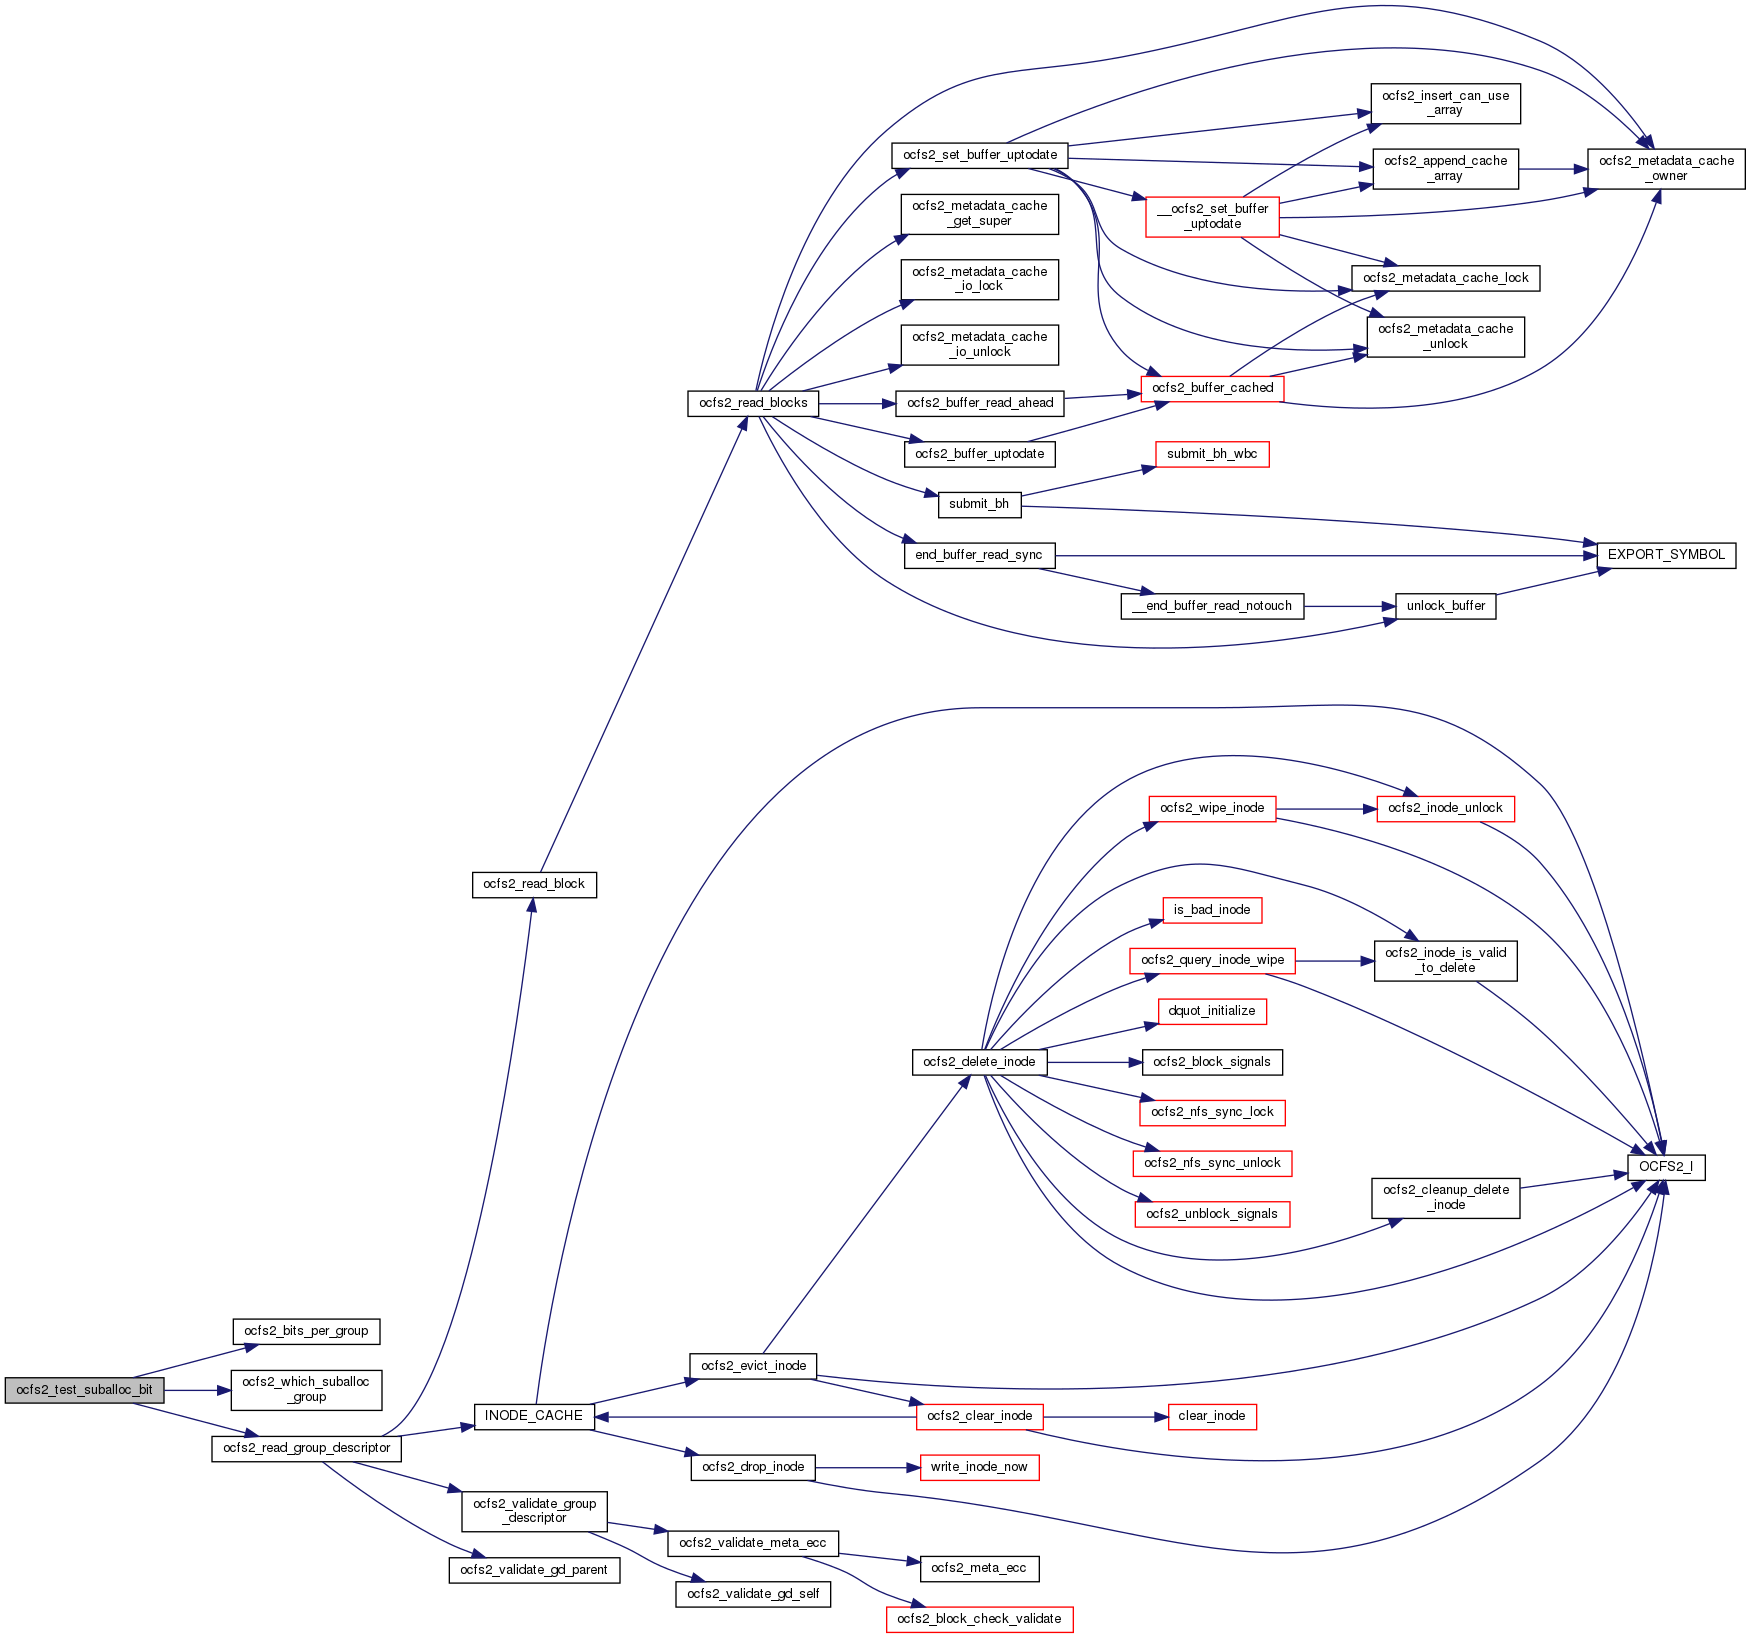 ocfs2_insert_can_use
_array
ocfs2_set_buffer_uptodate
ocfs2_append_cache
_array
ocfs2_metadata_cache
_owner
ocfs2_metadata_cache
_get_super
__ocfs2_set_buffer
_uptodate
ocfs2_metadata_cache
_io_lock
ocfs2_metadata_cache_lock
ocfs2_metadata_cache
_io_unlock
ocfs2_metadata_cache
_unlock
ocfs2_read_blocks
ocfs2_buffer_read_ahead
ocfs2_buffer_cached
ocfs2_buffer_uptodate
submit_bh_wbc
submit_bh
end_buffer_read_sync
EXPORT_SYMBOL
__end_buffer_read_notouch
unlock_buffer
ocfs2_wipe_inode
ocfs2_inode_unlock
ocfs2_read_block
is_bad_inode
ocfs2_query_inode_wipe
ocfs2_inode_is_valid
_to_delete
dquot_initialize
ocfs2_delete_inode
ocfs2_block_signals
ocfs2_nfs_sync_lock
ocfs2_nfs_sync_unlock
OCFS2_I
ocfs2_unblock_signals
ocfs2_cleanup_delete
_inode
ocfs2_bits_per_group
ocfs2_evict_inode
ocfs2_test_suballoc_bit
ocfs2_which_suballoc
_group
INODE_CACHE
ocfs2_clear_inode
clear_inode
ocfs2_read_group_descriptor
ocfs2_drop_inode
write_inode_now
ocfs2_validate_group
_descriptor
ocfs2_validate_meta_ecc
ocfs2_meta_ecc
ocfs2_validate_gd_parent
ocfs2_validate_gd_self
ocfs2_block_check_validate